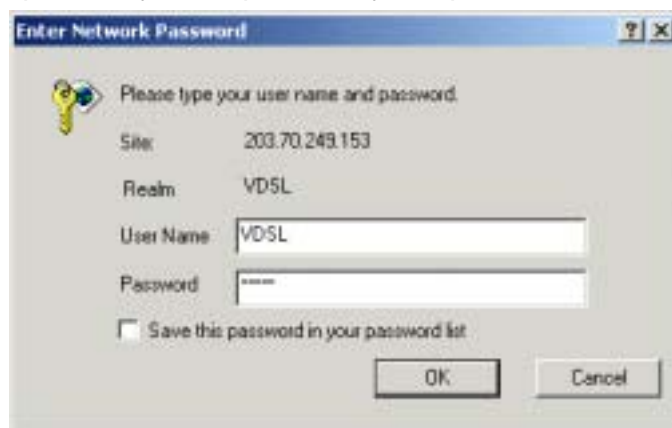 Enter Network Password
Please type your user name and password.
Site: 203.70.249.153
Realm VDSL
User Name VDSL
Password
Save this password in your password list
OK Cancel